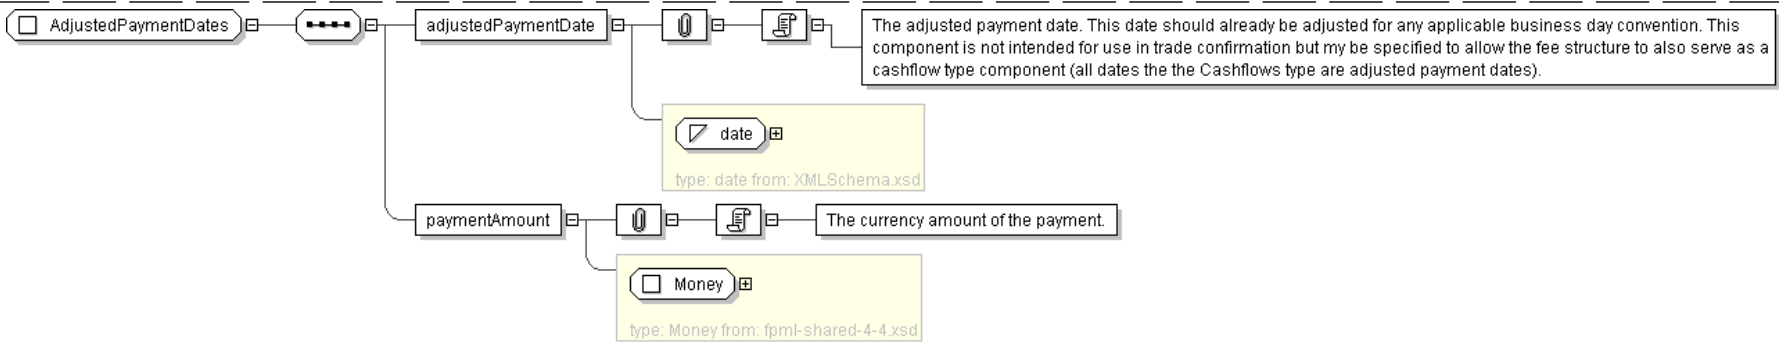 AdjustedPaymentDates
adjustedPaymentDate
The adjusted payment date. This date should already be adjusted for any applicable business day convention. This
component is not intended for use in trade confirmation but my be specified to allow the fee structure to also serve as a
cashflow type component (all dates the the Cashflows type are adjusted payment dates).
date
type: date from: XMLSchema.xsd
paymentAmount
The currency amount of the payment.
Money
type: Money from: fpml-shared-4-4.xsd